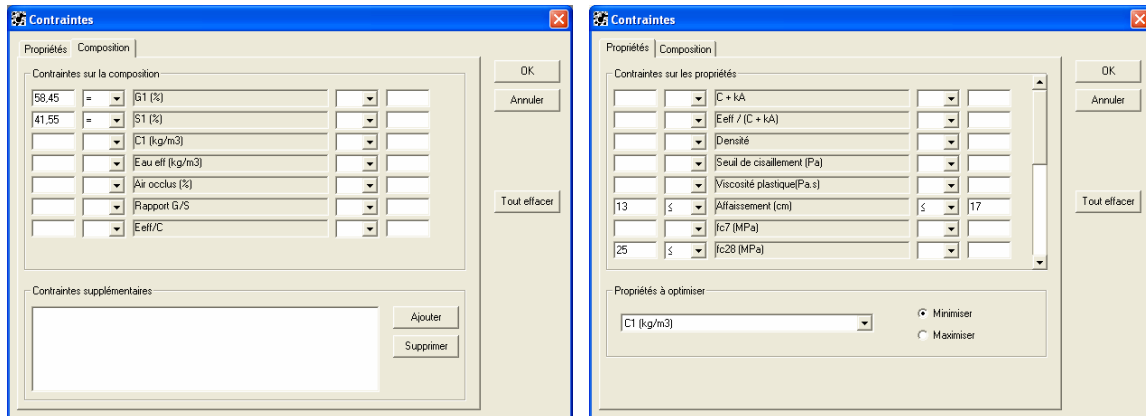 Contraintes
Propriétés Composition
Contraintes sur la composition
58,45 = G1 (%)
41,55 = S1 (%)
C1 (kg/m3)
Eau eff (kg/m3)
Air occlus (%)
Rapport G/S
Eeff/C
Contraintes supplémentaires
Ajouter
Supprimer
OK
Annuler
Tout effacer
Contraintes
Propriétés Composition
Contraintes sur les propriétés
C + kA
Eeff / (C + kA)
Densité
Seuil de cisaillement (Pa)
Viscosité plastique(Pa.s)
13 ≤ Affaissement (cm) ≤ 17
fc7 (MPa)
25 ≤ fc28 (MPa)
Propriétés à optimiser
C1 (kg/m3)
Minimiser
Maximiser
OK
Annuler
Tout effacer